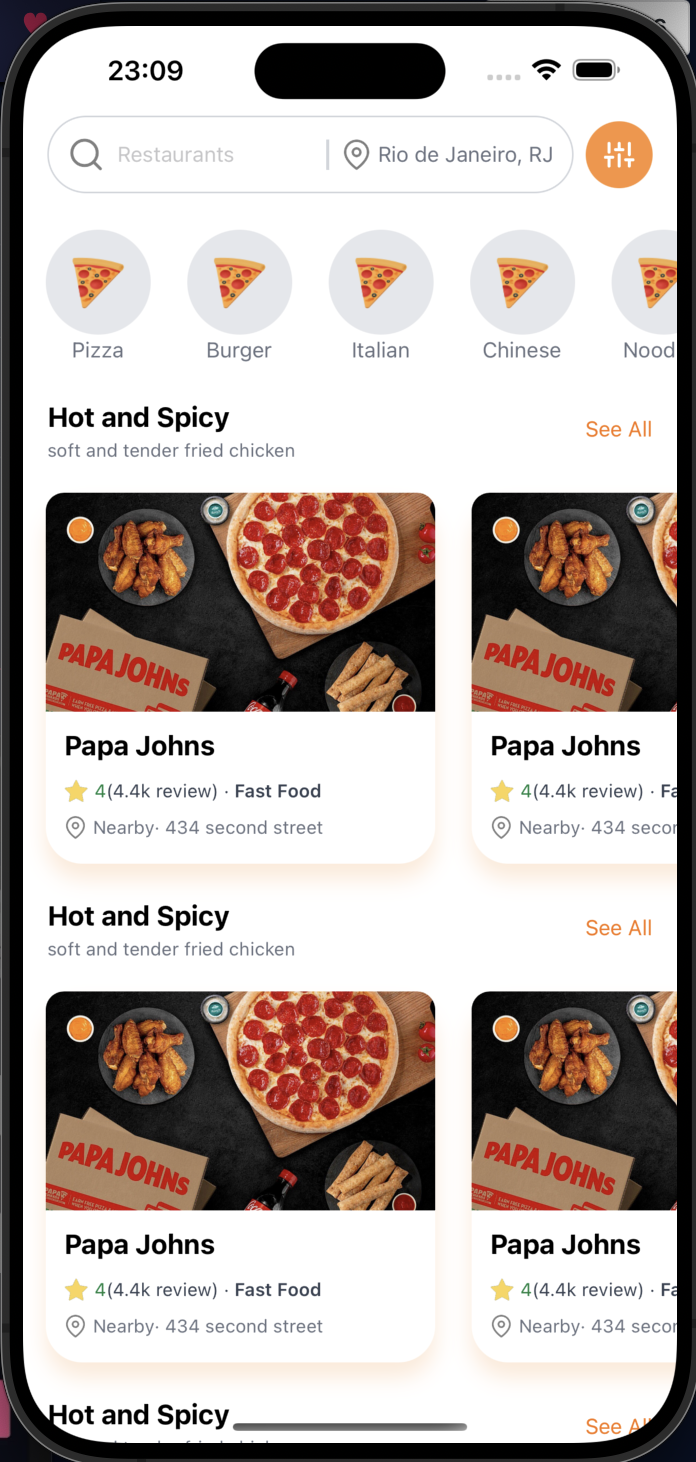 23:09
Restaurants
Rio de Janeiro, RJ
Pizza
Burger
Italian
Chinese
Nood
Hot and Spicy
See All
soft and tender fried chicken
PAPA JOHNS
PAPA JOHNS
Papa Johns
Papa Johns
4(4.4k review) · Fast Food
4(4.4k review) · Fa
Nearby· 434 second street
Nearby· 434 secon
Hot and Spicy
See All
soft and tender fried chicken
PAPA JOHNS
PAPA JOHNS
Papa Johns
Papa Johns
4(4.4k review) · Fast Food
4(4.4k review) · Fa
Nearby· 434 second street
Nearby· 434 secon
Hot and Spicy
See All